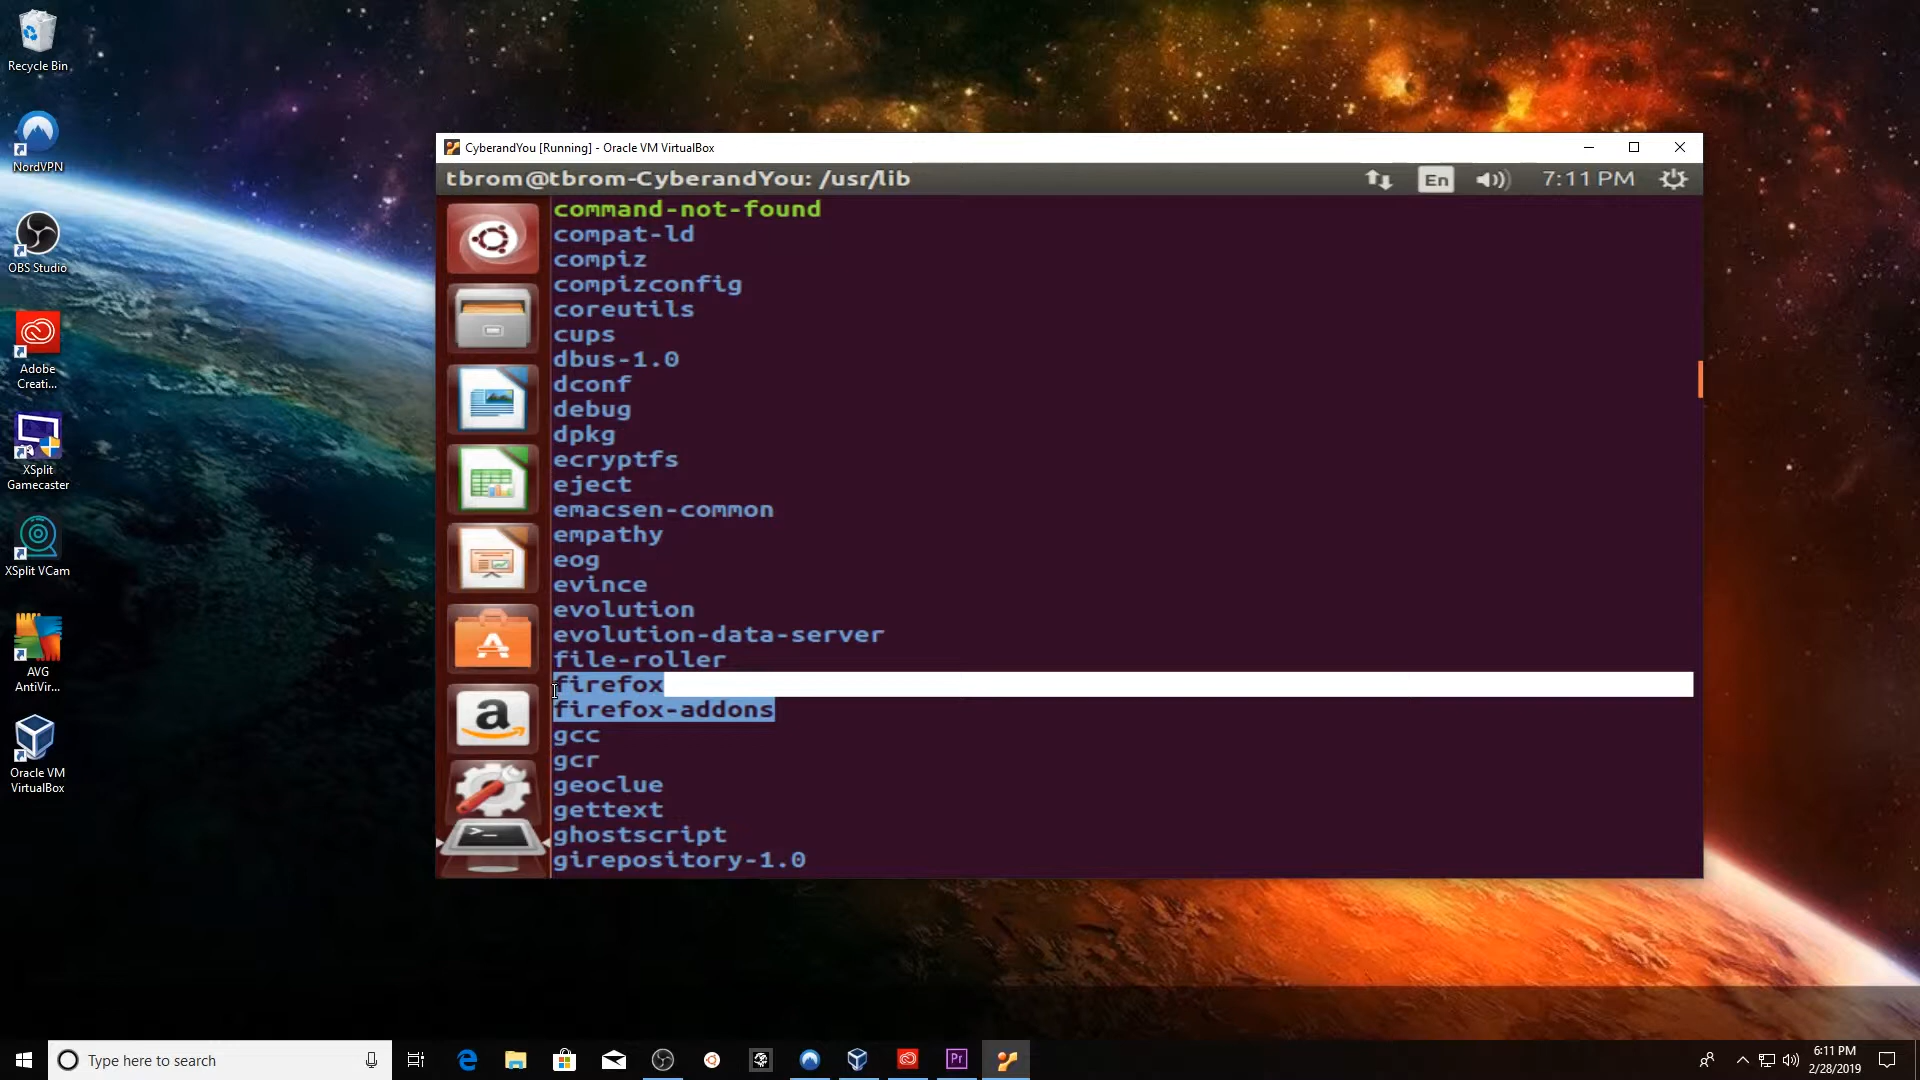 Recycle Bin
NordVPN
OBS Studio
Adobe
Creati...
XSplit
Gamecaster
XSplit VCam
AVG
AntiVir...
Oracle VM
VirtualBox
CyberandYou [Running] - Oracle VM VirtualBox
tbrom@tbrom-CyberandYou: /usr/lib
En
7:11 PM
command-not-found
compat-ld
compiz
compizconfig
coreutils
cups
dbus-1.0
dconf
debug
dpkg
ecryptfs
eject
emacsen-common
empathy
eog
evince
evolution
evolution-data-server
file-roller
firefox
firefox-addons
gcc
gcr
geoclue
gettext
ghostscript
girepository-1.0
Type here to search
Pr
6:11 PM
2/28/2019